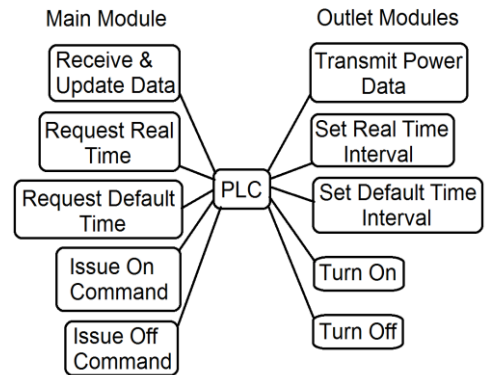 Main Module
Receive &
Update Data
Request Real
Time
Request Default
Time
Issue On
Command
Issue Off
Command
PLC
Outlet Modules
Transmit Power
Data
Set Real Time
Interval
Set Default Time
Interval
Turn On
Turn Off